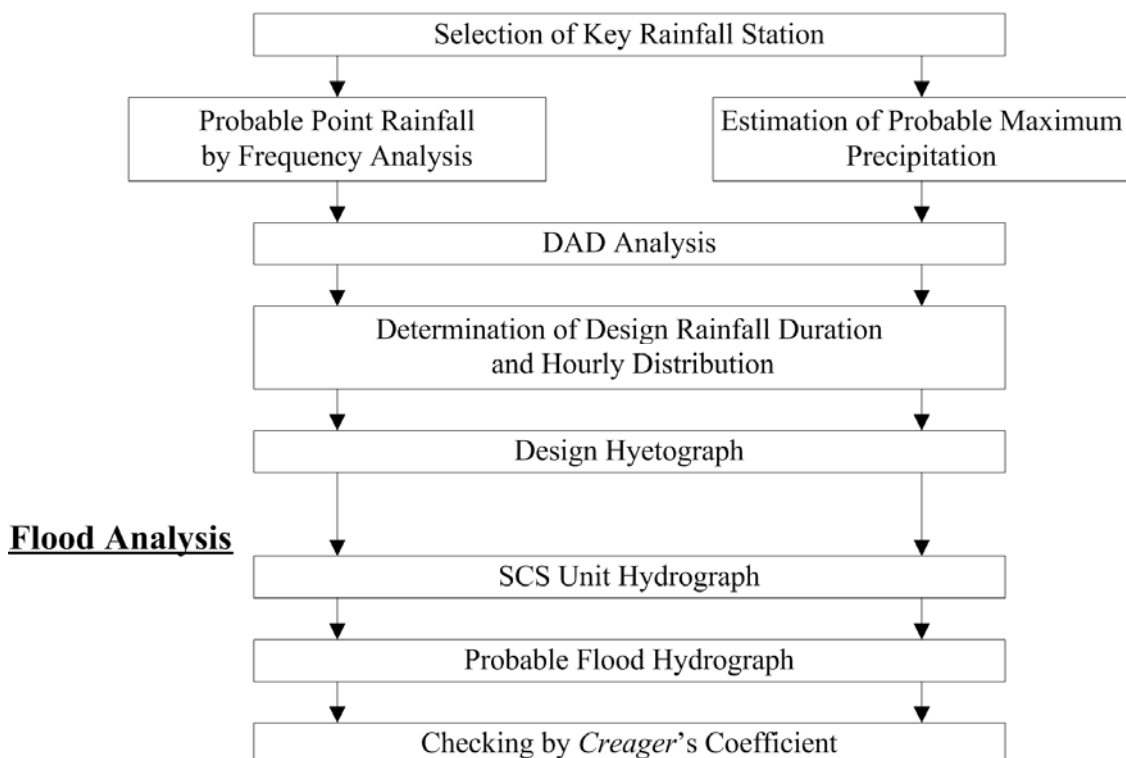 Selection of Key Rainfall Station
Probable Point Rainfall
by Frequency Analysis
Estimation of Probable Maximum
Precipitation
DAD Analysis
Determination of Design Rainfall Duration
and Hourly Distribution
Design Hyetograph
Flood Analysis
SCS Unit Hydrograph
Probable Flood Hydrograph
Checking by Creager's Coefficient